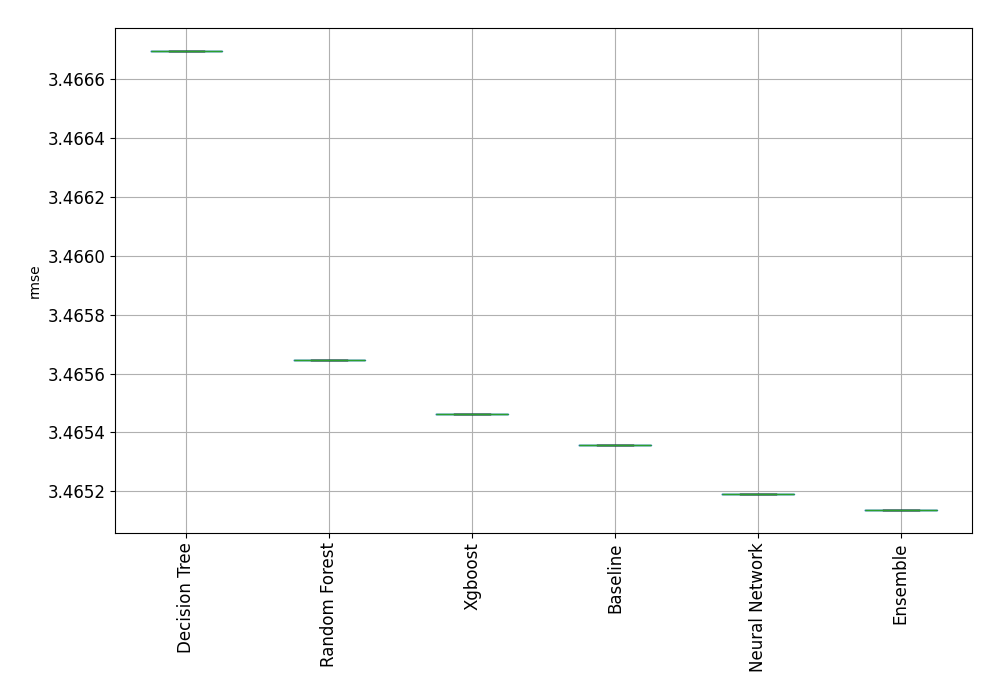 3.4666
3.4664
3.4662
3.4660
3.4658
3.4656
3.4654
3.4652
rmse
Decision Tree
Random Forest
Xgboost
Baseline
Neural Network
Ensemble